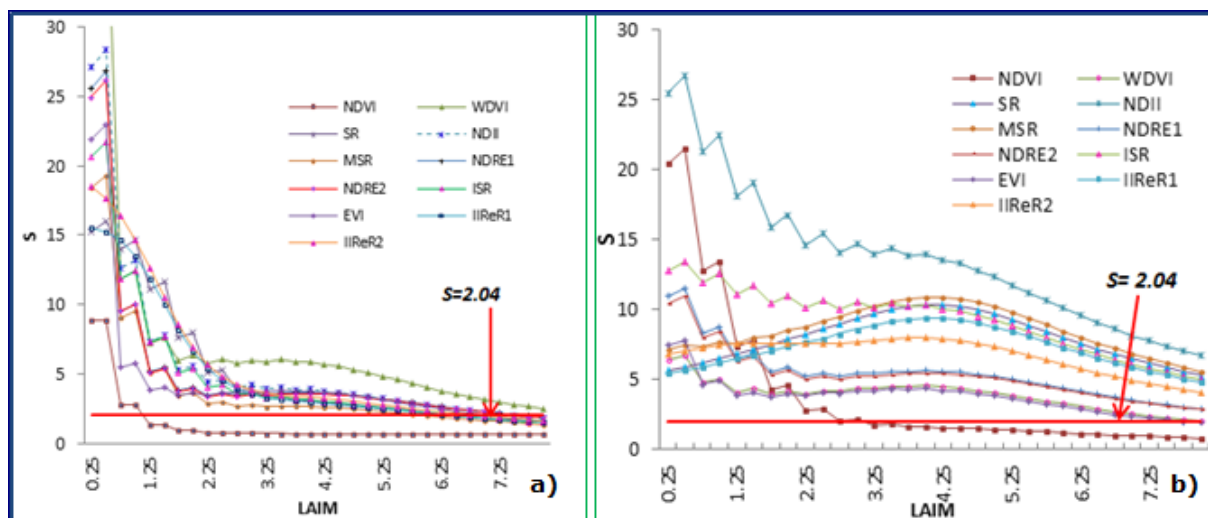 30
25
20
15
10
5
0
S
NDVI
WDVI
SR
NDII
MSR
NDRE1
NDRE2
ISR
EVI
IIReR1
IIReR2
S=2.04
0.25
1.25
2.25
3.25
4.25
5.25
6.25
7.25
LAIM
a)
30
25
20
15
10
5
0
S
NDVI
WDVI
SR
NDII
MSR
NDRE1
NDRE2
ISR
EVI
IIReR1
IIReR2
S= 2.04
0.25
1.25
2.25
3.25
4.25
5.25
6.25
7.25
LAIM
b)